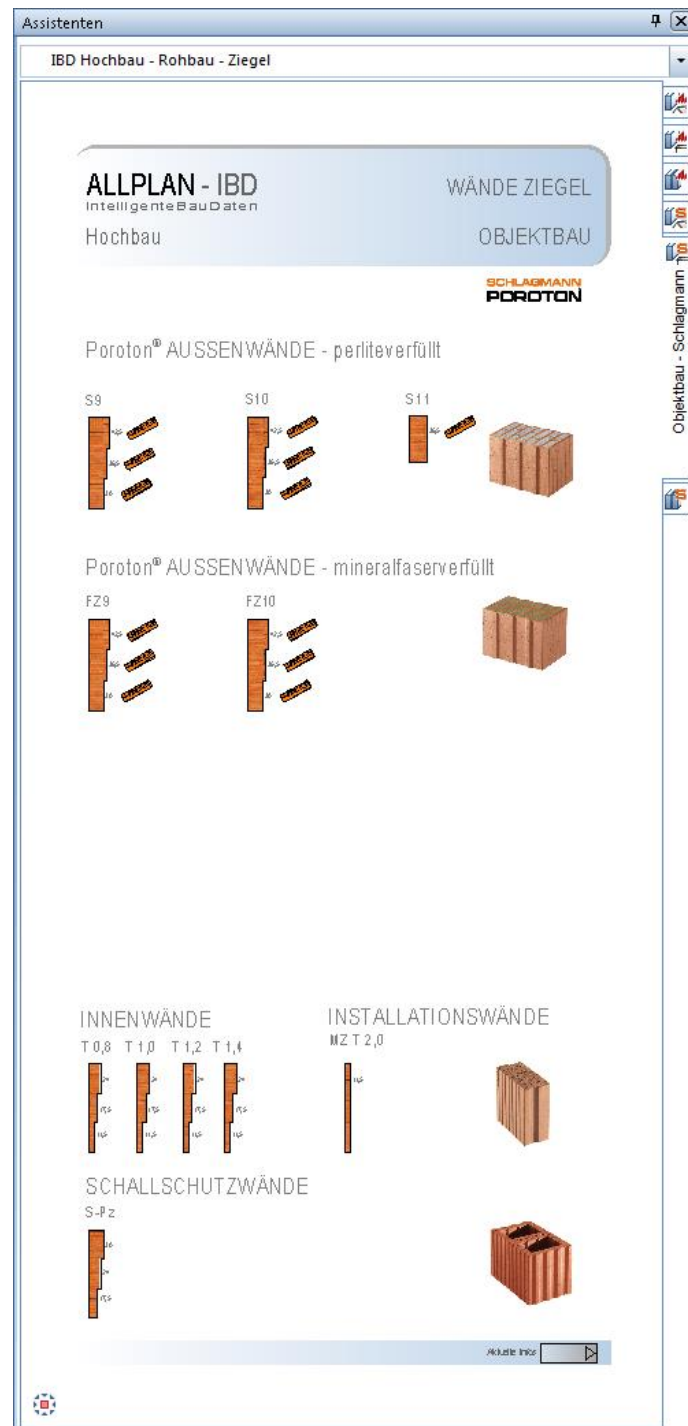 Assistenten
IBD Hochbau - Rohbau - Ziegel
ALLPLAN - IBD
IntelligenteBauDaten
WÄNDE ZIEGEL
Hochbau
OBJEKTBAU
SCHLAGMANN
POROTON
Objektbau - Schlagmann
Poroton® AUSSENWÄNDE - perliteverfüllt
S9 S10 S11
Poroton® AUSSENWÄNDE - mineralfaserverfüllt
FZ9 FZ10
INNENWÄNDE
T 0,8 T 1,0 T 1,2 T 1,4
INSTALLATIONSWÄNDE
MZ T 2,0
SCHALLSCHUTZWÄNDE
S-Pz
Aktuelle Infos